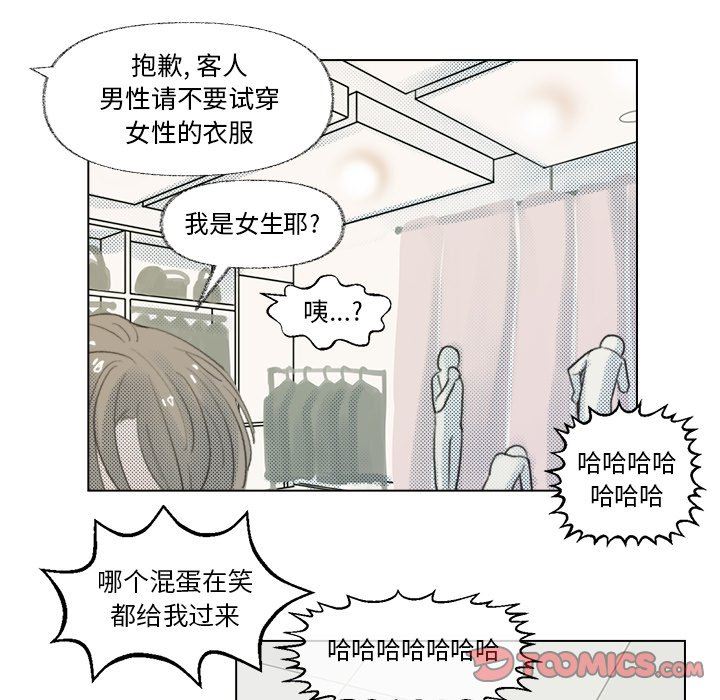 抱歉, 客人
男性请不要试穿
女性的衣服
我是女生耶?
咦...?
哈哈哈哈
哈哈哈
哪个混蛋在笑
都给我过来
哈哈哈哈哈哈哈
DTOOMICS.COM